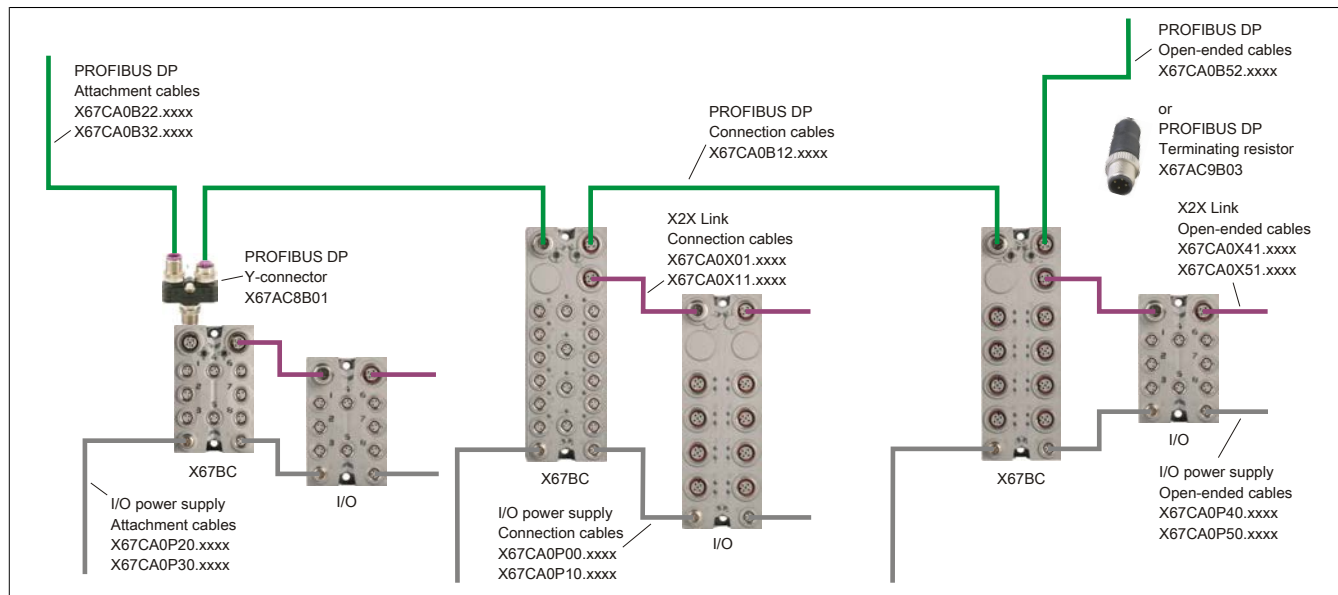 PROFIBUS DP
Attachment cables
X67CA0B22.xxxx
X67CA0B32.xxxx
PROFIBUS DP
Y-connector
X67AC8B01
X67BC
I/O
I/O power supply
Attachment cables
X67CA0P20.xxxx
X67CA0P30.xxxx
PROFIBUS DP
Connection cables
X67CA0B12.xxxx
X2X Link
Connection cables
X67CA0X01.xxxx
X67CA0X11.xxxx
X67BC
I/O
I/O power supply
Connection cables
X67CA0P00.xxxx
X67CA0P10.xxxx
PROFIBUS DP
Open-ended cables
X67CA0B52.xxxx
or
PROFIBUS DP
Terminating resistor
X67AC9B03
X2X Link
Open-ended cables
X67CA0X41.xxxx
X67CA0X51.xxxx
X67BC
I/O
I/O power supply
Open-ended cables
X67CA0P40.xxxx
X67CA0P50.xxxx